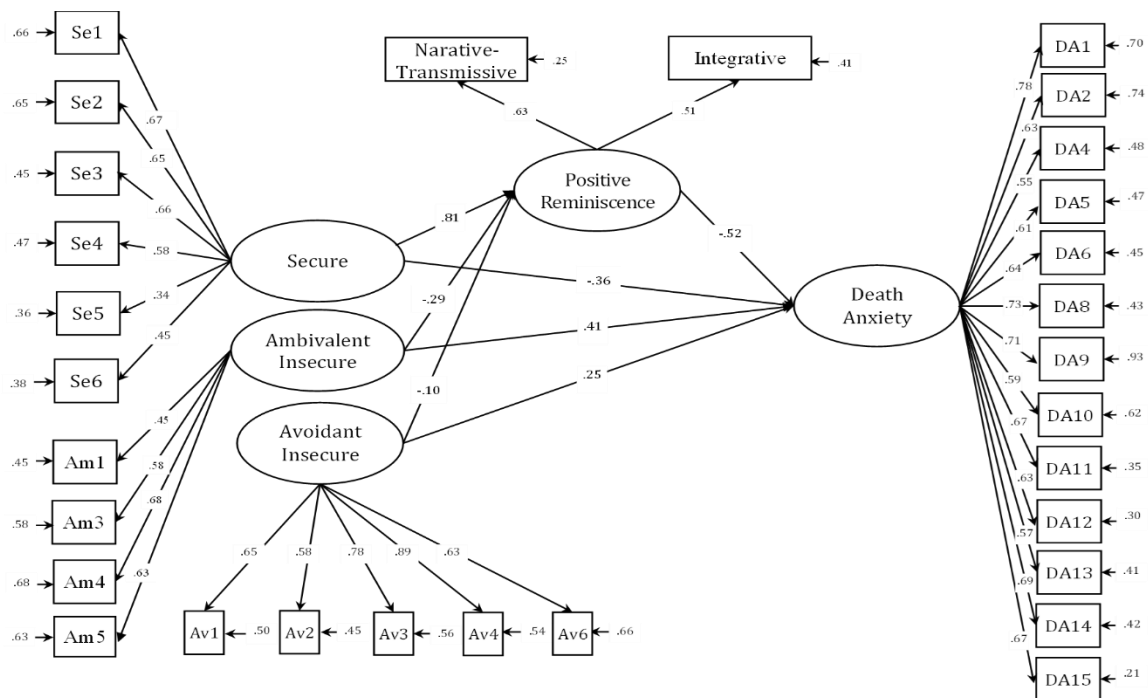 .66
Se1
.65
Se2
.45
Se3
.47
Se4
.36
Se5
.38
Se6
.67
.65
.66
.58
.34
.45
.45
Am1
.58
Am3
.68
Am4
.63
Am5
.45
.58
.68
.63
Narative-
Transmissive
.25
Integrative
.41
.63
.51
Positive
Reminiscence
Secure
Ambivalent
Insecure
Avoidant
Insecure
.81
-.29
-.10
-.52
-.36
.41
.25
Death
Anxiety
.65
.58
.78
.89
.63
Av1
.50
Av2
.45
Av3
.56
Av4
.54
Av6
.66
.78
.63
.55
.61
.64
.73
.71
.59
.67
.63
.57
.69
.67
DA1
.70
DA2
.74
DA4
.48
DA5
.47
DA6
.45
DA8
.43
DA9
.93
DA10
.62
DA11
.35
DA12
.30
DA13
.41
DA14
.42
DA15
.21